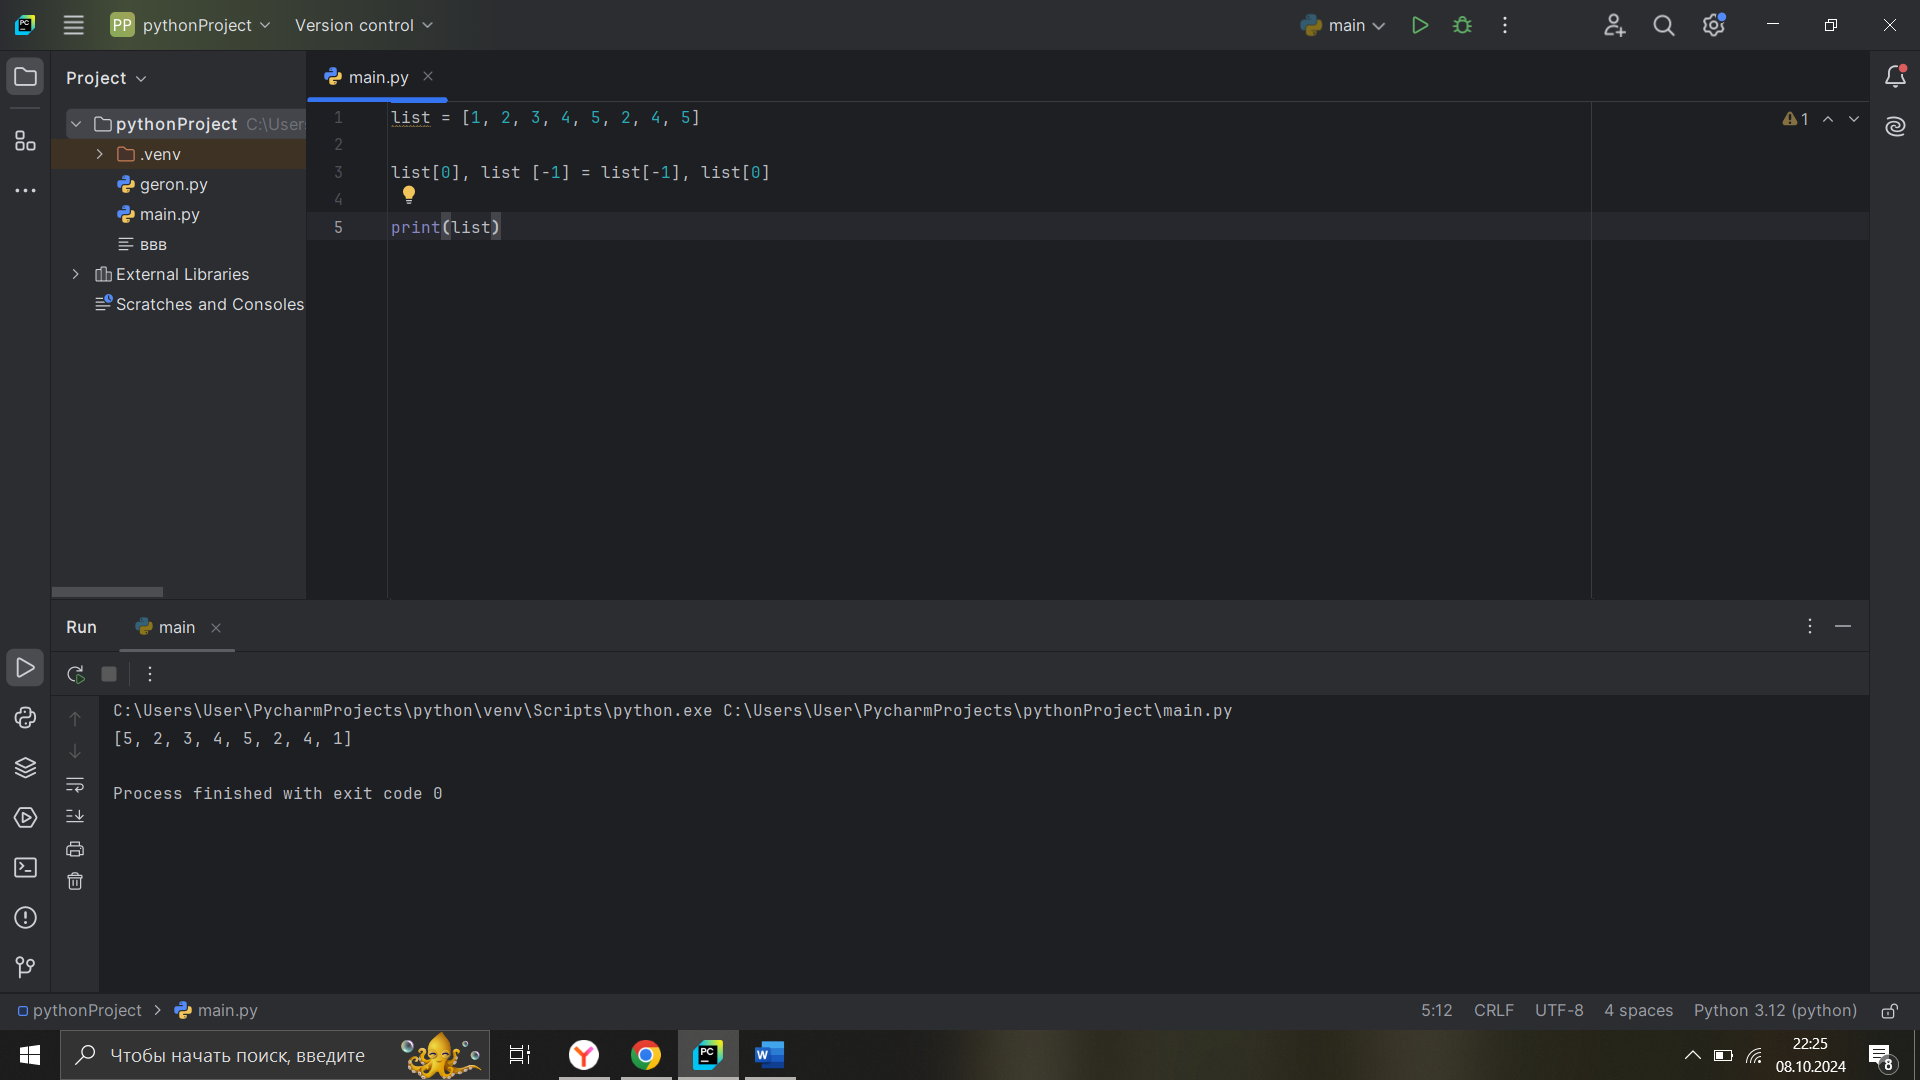 PP pythonProject Version control main
Project main.py
pythonProject C:\User
.venv
geron.py
main.py
ввв
External Libraries
Scratches and Consoles
1 list = [1, 2, 3, 4, 5, 2, 4, 5]
2
3 list[0], list [-1] = list[-1], list[0]
4
5 print(list)
1
Run main
C:\Users\User\PycharmProjects\python\venv\Scripts\python.exe C:\Users\User\PycharmProjects\pythonProject\main.py
[5, 2, 3, 4, 5, 2, 4, 1]
Process finished with exit code 0
pythonProject main.py 5:12 CRLF UTF-8 4 spaces Python 3.12 (python)
Чтобы начать поиск, введите
22:25
08.10.2024
8